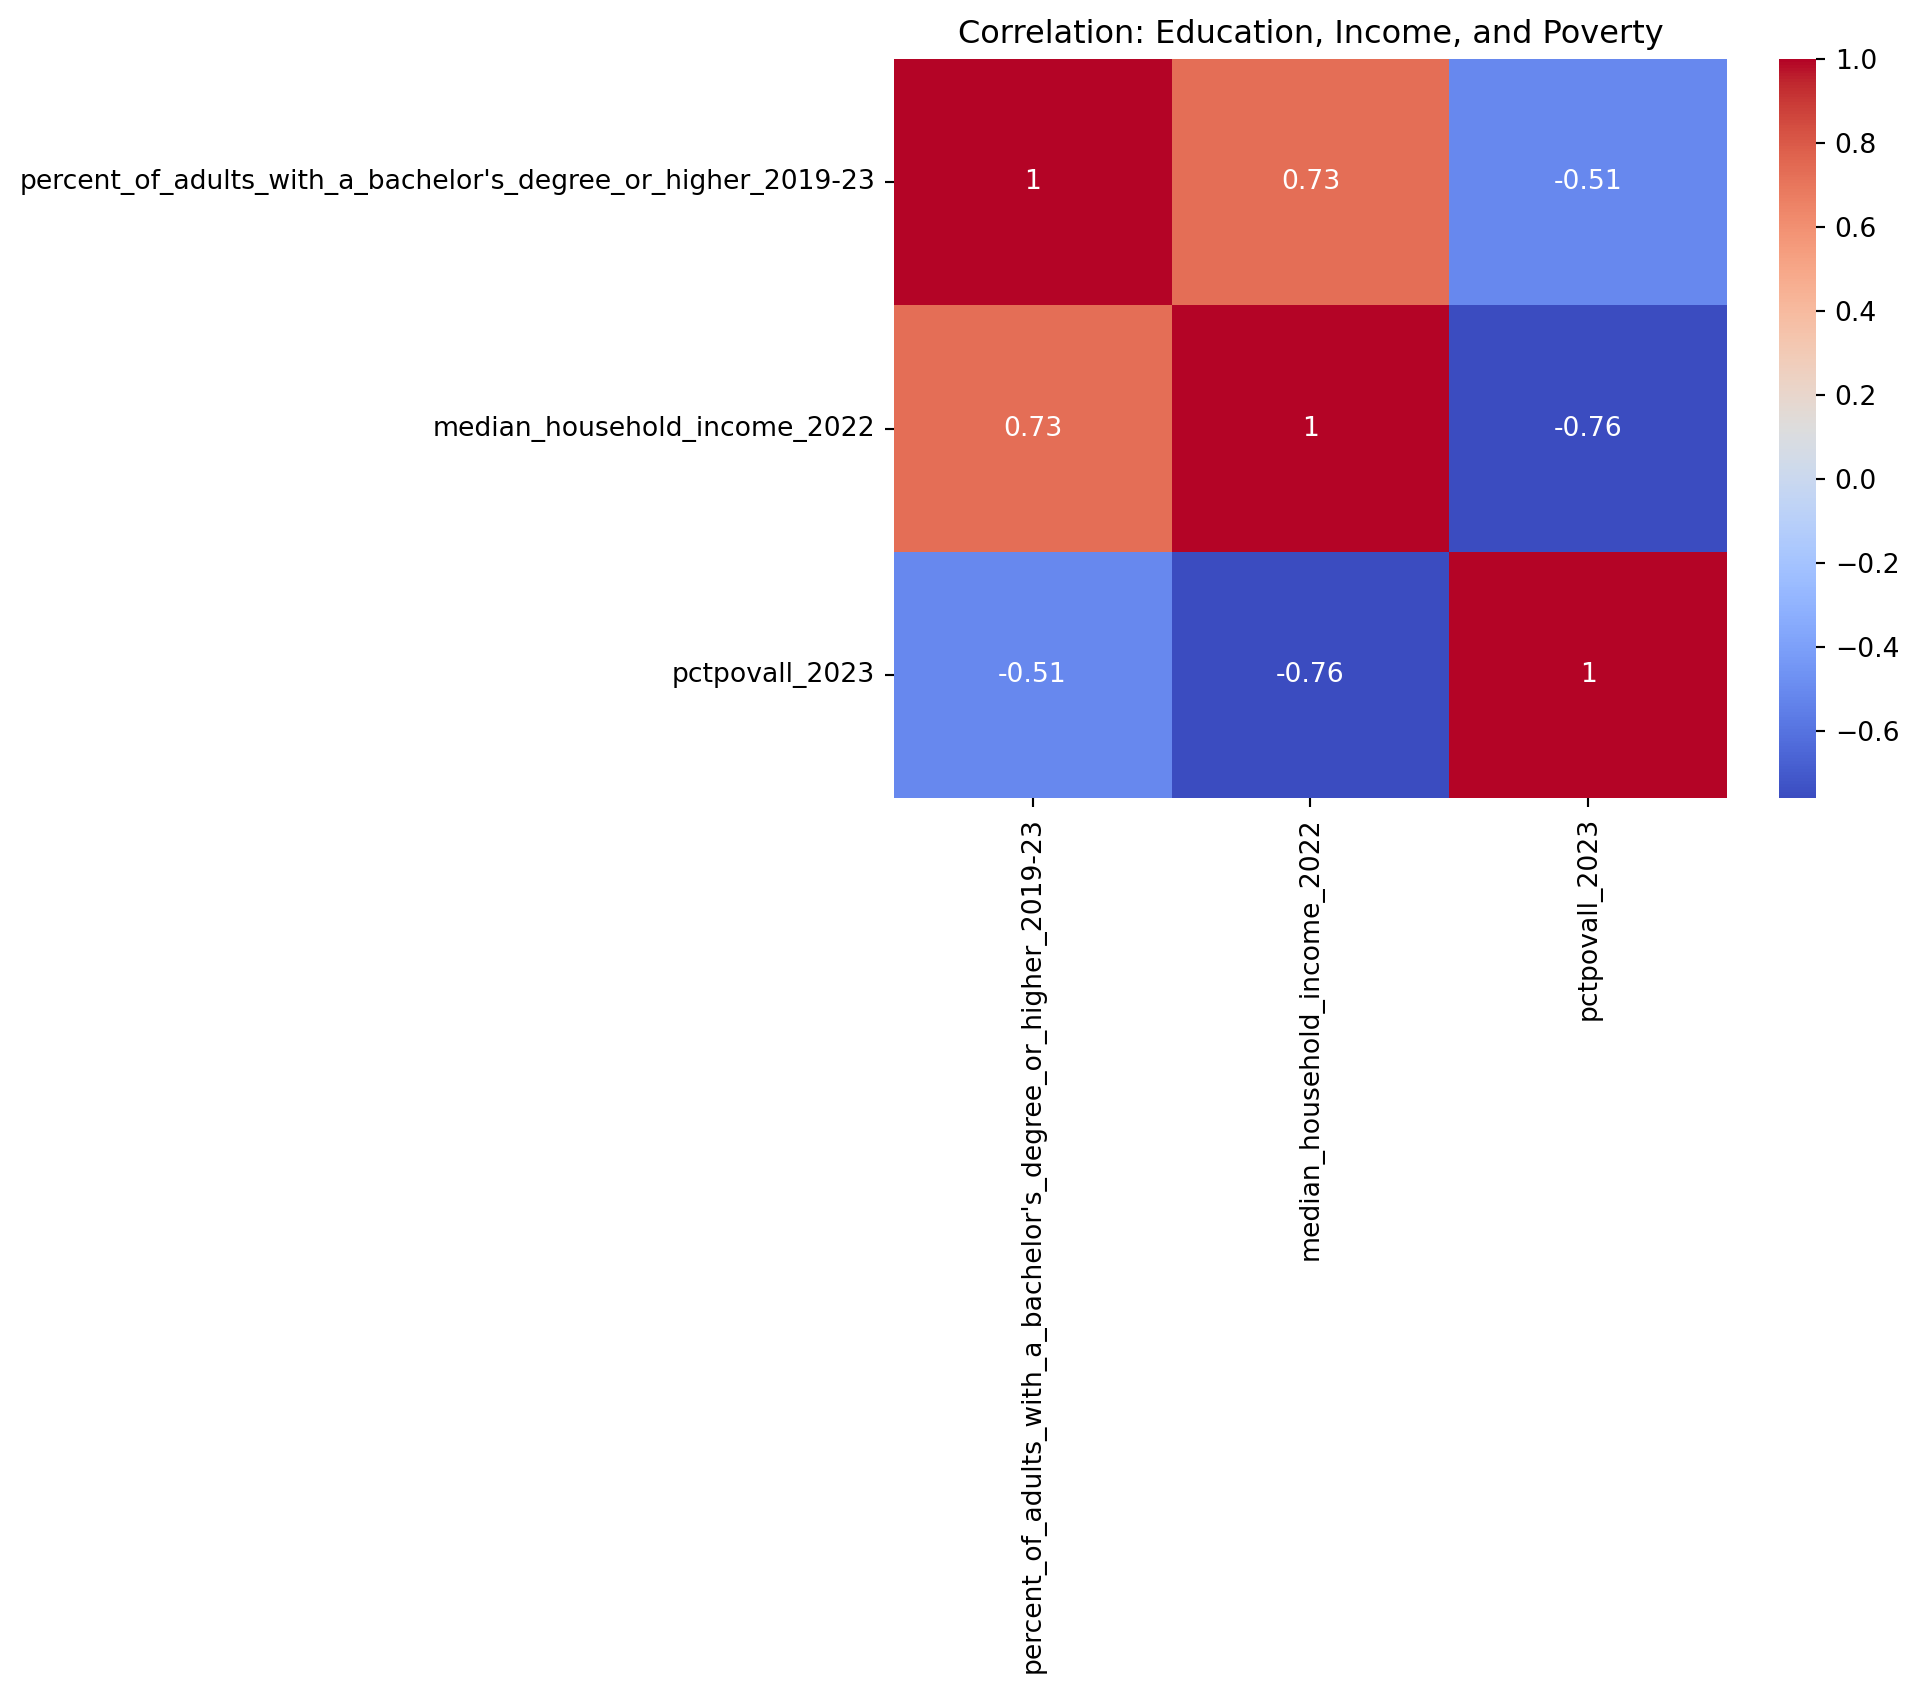 Correlation: Education, Income, and Poverty
percent_of_adults_with_a_bachelor's_degree_or_higher_2019-23
1
0.73
-0.51
median_household_income_2022
0.73
1
-0.76
pctpovall_2023
-0.51
-0.76
1
percent_of_adults_with_a_bachelor's_degree_or_higher_2019-23
median_household_income_2022
pctpovall_2023
1.0
0.8
0.6
0.4
0.2
0.0
−0.2
−0.4
−0.6